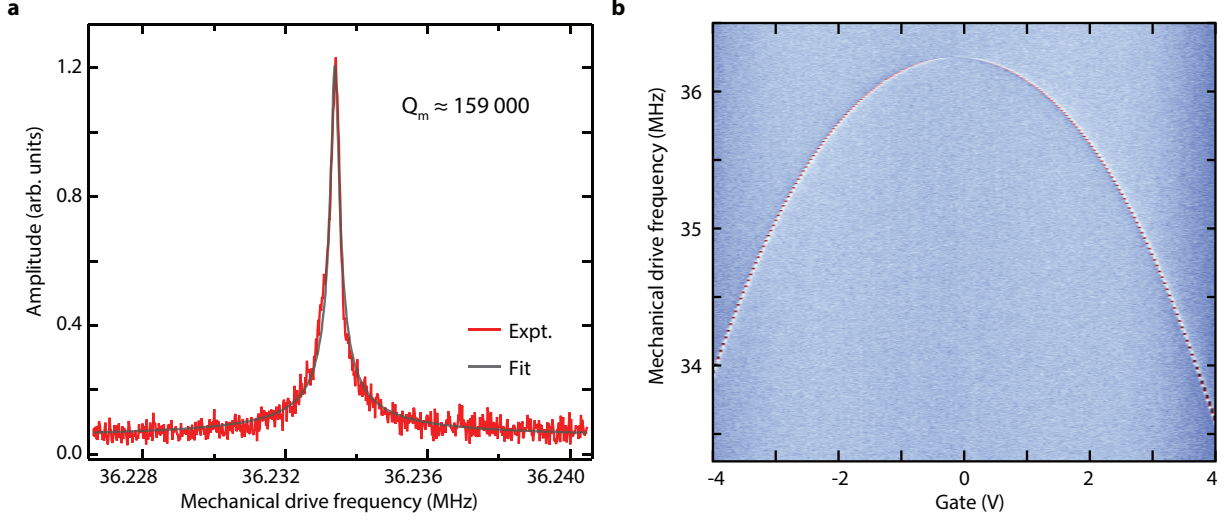 a
Amplitude (arb. units)
1.2
0.8
0.4
0.0
Qm ≈ 159 000
Expt.
Fit
36.228
36.232
36.236
36.240
Mechanical drive frequency (MHz)
b
Mechanical drive frequency (MHz)
36
35
34
-4
-2
0
2
4
Gate (V)